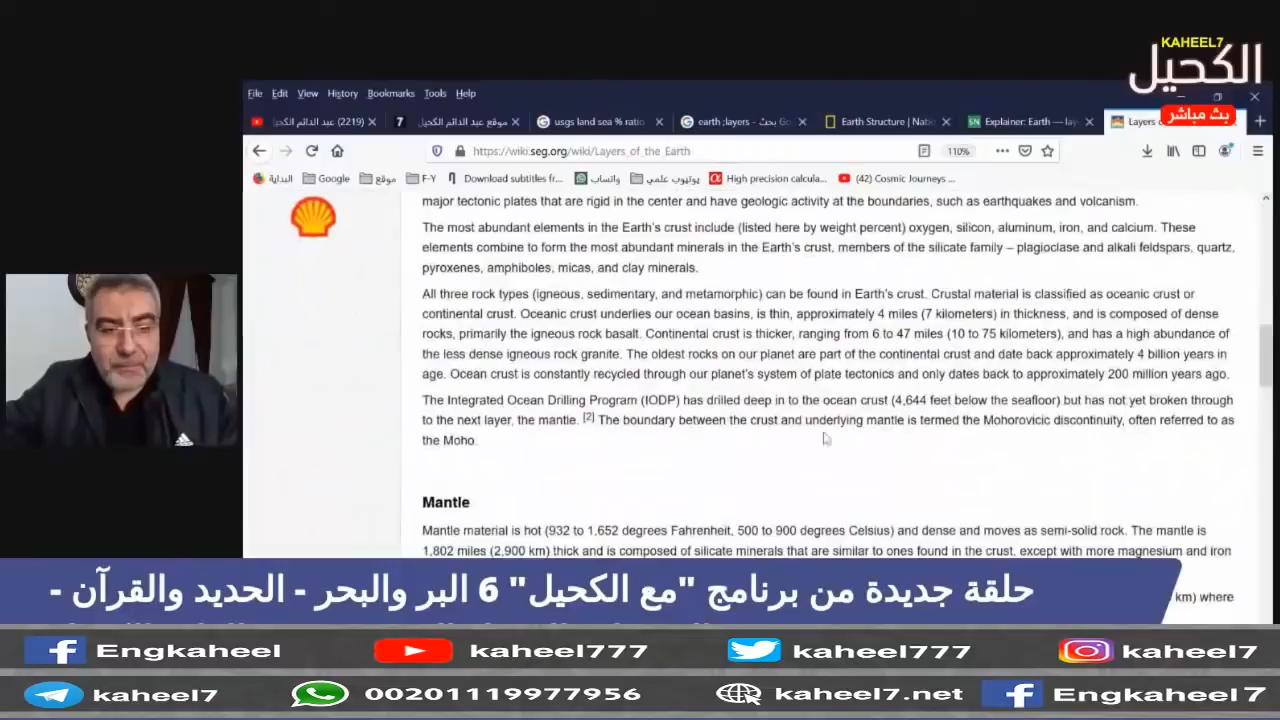 KAHEEL7
الكحيل
بث مباشر
File Edit View History Bookmarks Tools Help
(2219) عبد الدائم الكحيل
موقع عبد الدائم الكحيل
usgs land sea % ratio
earth ;layers - بحث Go
Earth Structure | Nati
Explainer: Earth — lay
Layers
https://wiki.seg.org/wiki/Layers_of_the_Earth
110%
البداية Google موقع F-Y Download subtitles fr... واتساب يوتيوب علمي High precision calcula... (42) Cosmic Journeys ...
major tectonic plates that are rigid in the center and have geologic activity at the boundaries, such as earthquakes and volcanism.
The most abundant elements in the Earth's crust include (listed here by weight percent) oxygen, silicon, aluminum, iron, and calcium. These
elements combine to form the most abundant minerals in the Earth's crust, members of the silicate family – plagioclase and alkali feldspars, quartz,
pyroxenes, amphiboles, micas, and clay minerals.
All three rock types (igneous, sedimentary, and metamorphic) can be found in Earth's crust. Crustal material is classified as oceanic crust or
continental crust. Oceanic crust underlies our ocean basins, is thin, approximately 4 miles (7 kilometers) in thickness, and is composed of dense
rocks, primarily the igneous rock basalt. Continental crust is thicker, ranging from 6 to 47 miles (10 to 75 kilometers), and has a high abundance of
the less dense igneous rock granite. The oldest rocks on our planet are part of the continental crust and date back approximately 4 billion years in
age. Ocean crust is constantly recycled through our planet's system of plate tectonics and only dates back to approximately 200 million years ago.
The Integrated Ocean Drilling Program (IODP) has drilled deep in to the ocean crust (4,644 feet below the seafloor) but has not yet broken through
to the next layer, the mantle. [2] The boundary between the crust and underlying mantle is termed the Mohorovicic discontinuity, often referred to as
the Moho.
Mantle
Mantle material is hot (932 to 1,652 degrees Fahrenheit, 500 to 900 degrees Celsius) and dense and moves as semi-solid rock. The mantle is
1,802 miles (2,900 km) thick and is composed of silicate minerals that are similar to ones found in the crust, except with more magnesium and iron
km) where
حلقة جديدة من برنامج "مع الكحيل" 6 البر والبحر - الحديد والقرآن -
Engkaheel kaheel777 kaheel777 kaheel7
kaheel7 00201119977956 kaheel7.net Engkaheel7